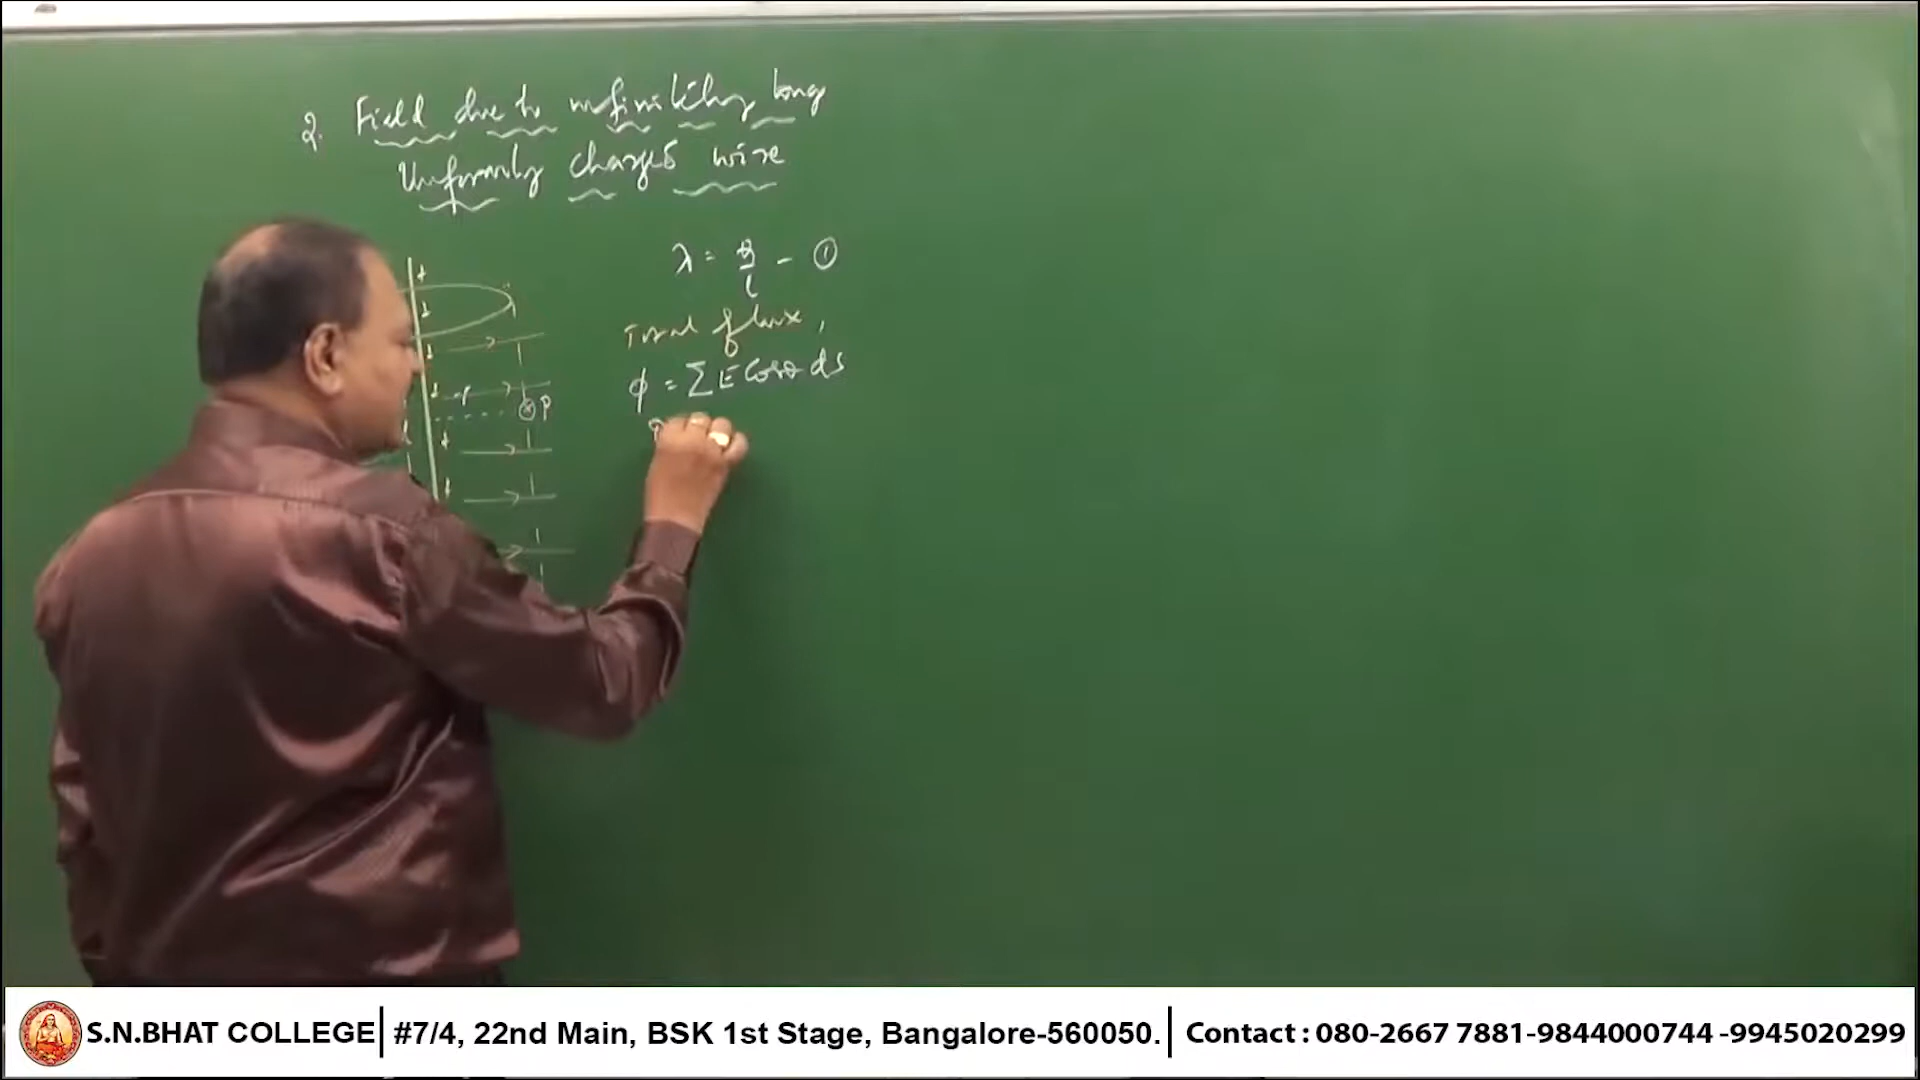 2. Field due to infinitely long
Uniformly charged wire
λ = q/l - ①
Total flux,
ϕ = ∑ E Cosθ ds
+
+
+
+
r
P
+
+
S.N.BHAT COLLEGE #7/4, 22nd Main, BSK 1st Stage, Bangalore-560050. Contact : 080-2667 7881-9844000744 -9945020299